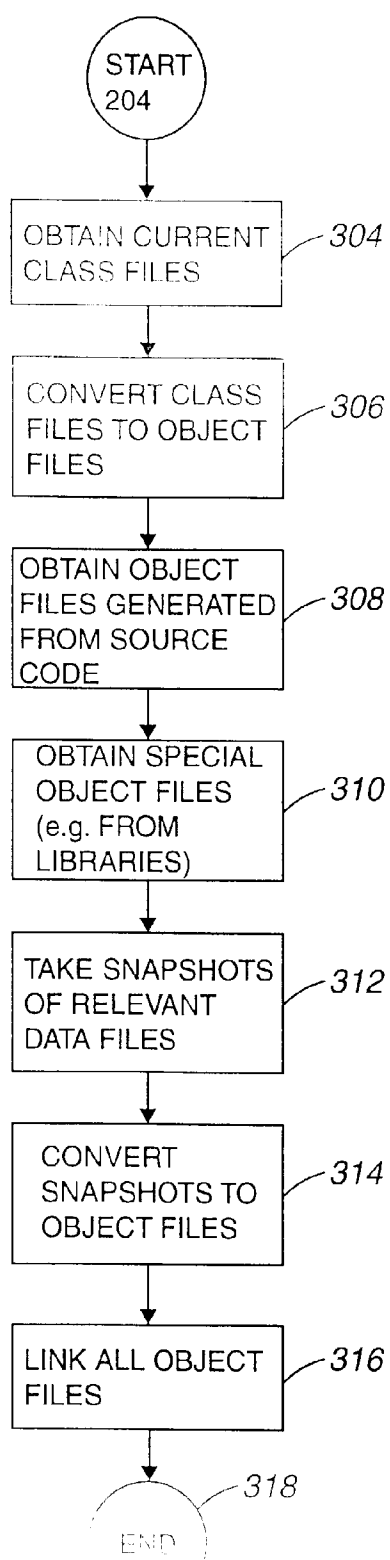 START
204
OBTAIN CURRENT
CLASS FILES
304
CONVERT CLASS
FILES TO OBJECT
FILES
306
OBTAIN OBJECT
FILES GENERATED
FROM SOURCE
CODE
308
OBTAIN SPECIAL
OBJECT FILES
(e.g. FROM
LIBRARIES)
310
TAKE SNAPSHOTS
OF RELEVANT
DATA FILES
312
CONVERT
SNAPSHOTS TO
OBJECT FILES
314
LINK ALL OBJECT
FILES
316
318
END